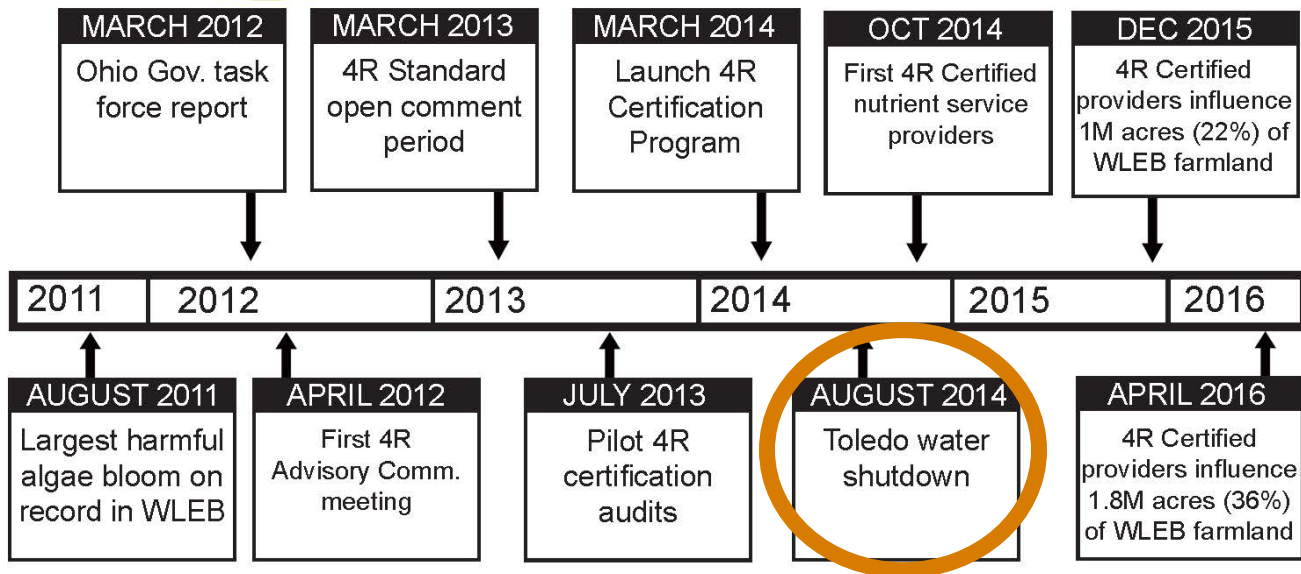 MARCH 2012
Ohio Gov. task
force report
MARCH 2013
4R Standard
open comment
period
MARCH 2014
Launch 4R
Certification
Program
OCT 2014
First 4R Certified
nutrient service
providers
DEC 2015
4R Certified
providers influence
1M acres (22%) of
WLEB farmland
2011
2012
2013
2014
2015
2016
AUGUST 2011
Largest harmful
algae bloom on
record in WLEB
APRIL 2012
First 4R
Advisory Comm.
meeting
JULY 2013
Pilot 4R
certification
audits
AUGUST 2014
Toledo water
shutdown
APRIL 2016
4R Certified
providers influence
1.8M acres (36%)
of WLEB farmland